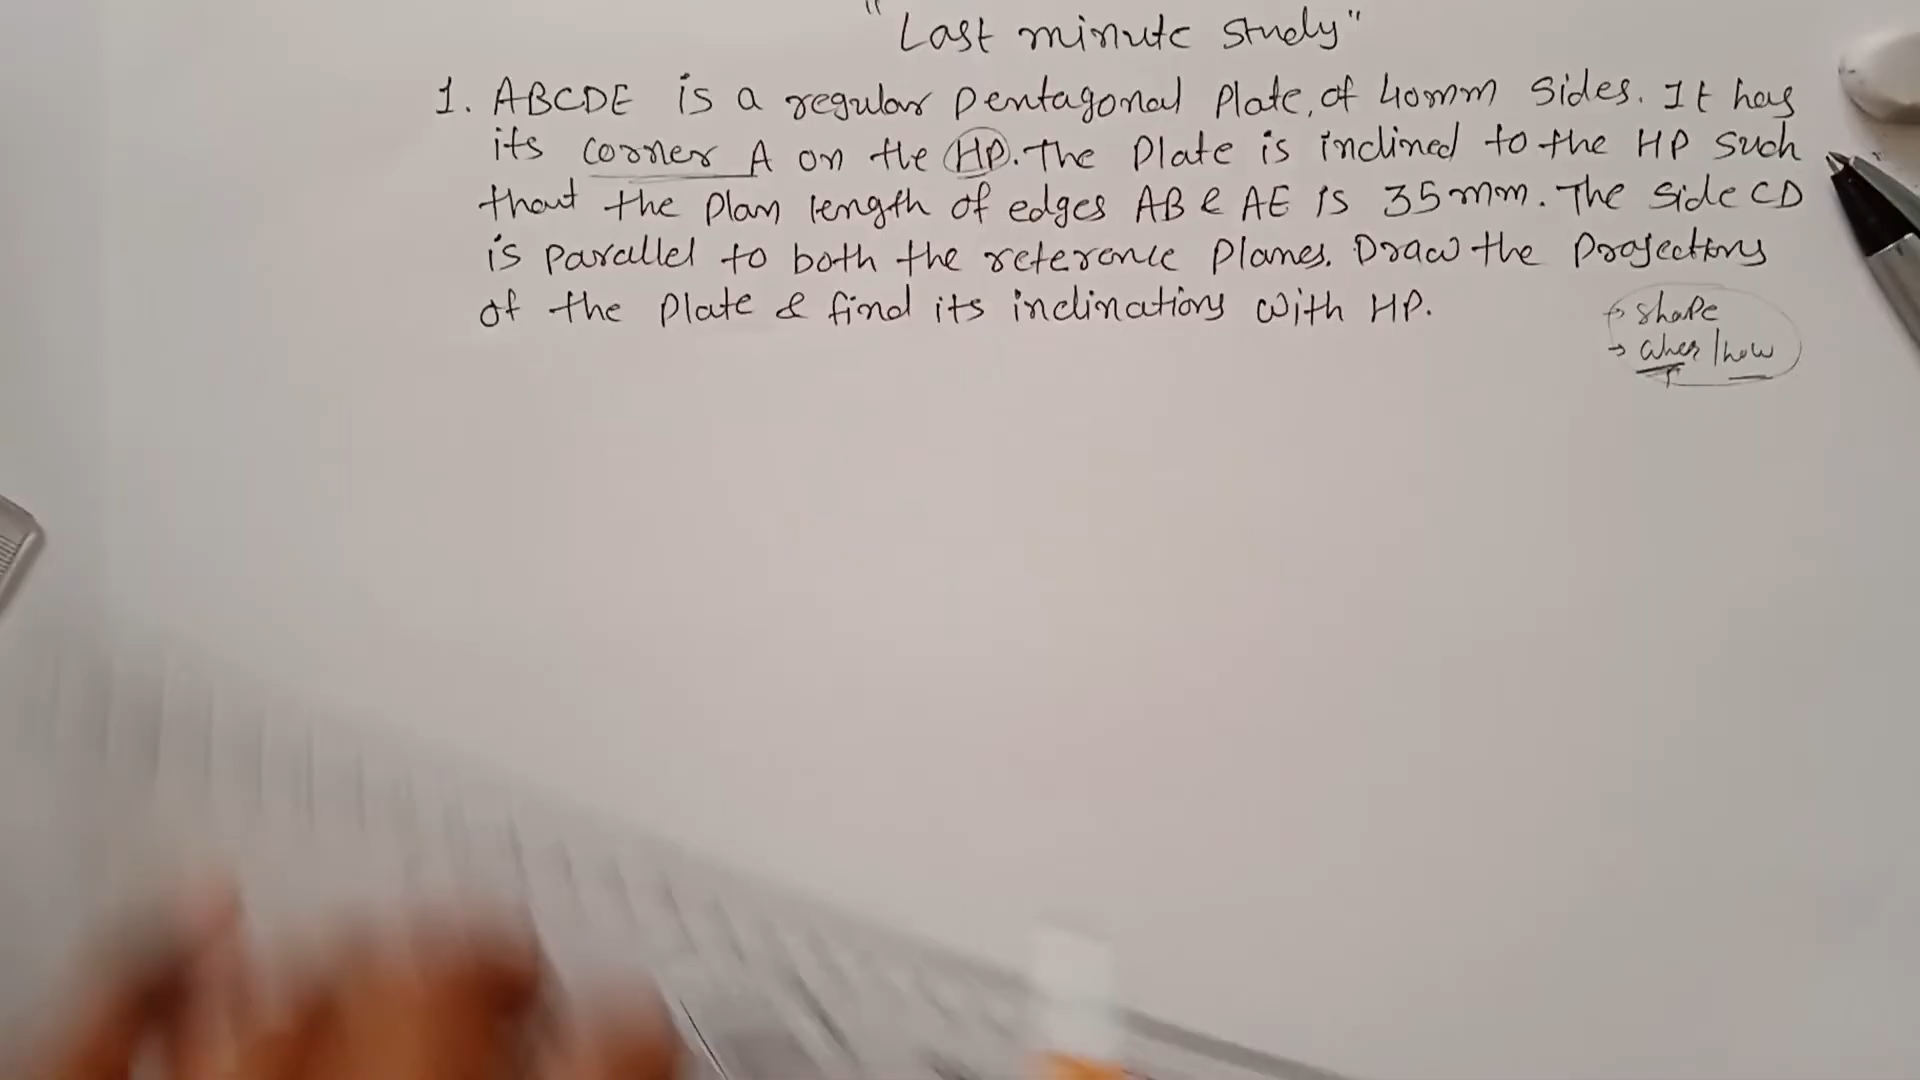 "Last minute study"
1. ABCDE is a regular pentagonal plate, of 40mm sides. It has
its corner A on the HP. The plate is inclined to the HP such
that the plan length of edges AB & AE is 35mm. The side CD
is parallel to both the reference planes. Draw the projections
of the plate & find its inclinations with HP.
→ shape
→ wher / how